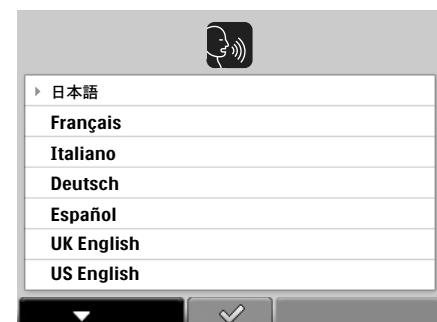 日本語
Français
Italiano
Deutsch
Español
UK English
US English